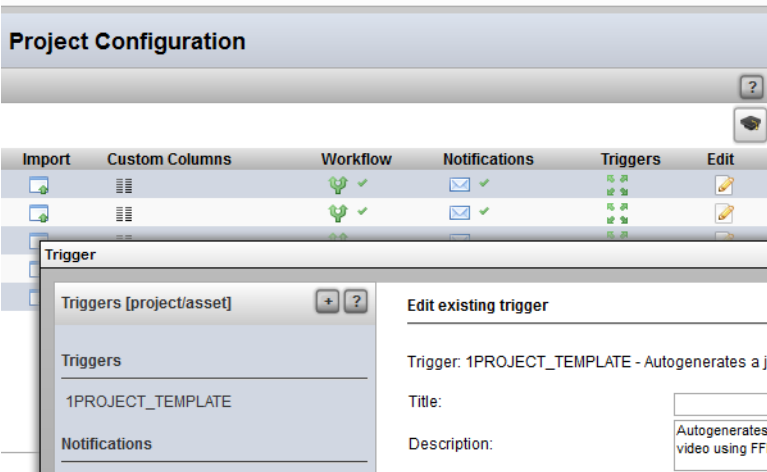 Project Configuration
?
Import Custom Columns Workflow Notifications Triggers Edit
Trigger
Triggers [project/asset] + ?
Edit existing trigger
Triggers
Trigger: 1PROJECT_TEMPLATE - Autogenerates a j
1PROJECT_TEMPLATE
Title:
Notifications
Description:
Autogenerates
video using FF